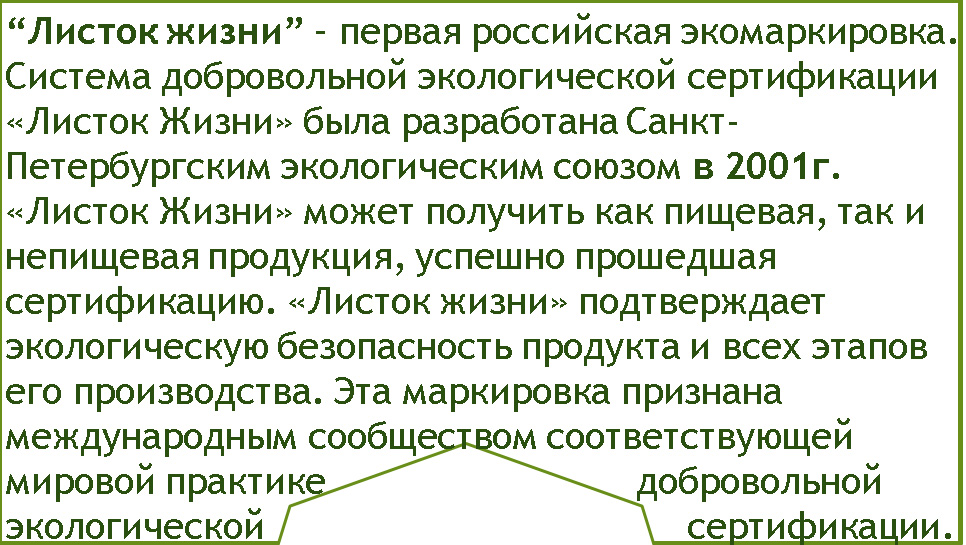 “Листок жизни” - первая российская экомаркировка.
Система добровольной экологической сертификации
«Листок Жизни» была разработана Санкт-
Петербургским экологическим союзом в 2001г.
«Листок Жизни» может получить как пищевая, так и
непищевая продукция, успешно прошедшая
сертификацию. «Листок жизни» подтверждает
экологическую безопасность продукта и всех этапов
его производства. Эта маркировка признана
международным сообществом соответствующей
мировой практике добровольной
экологической сертификации.